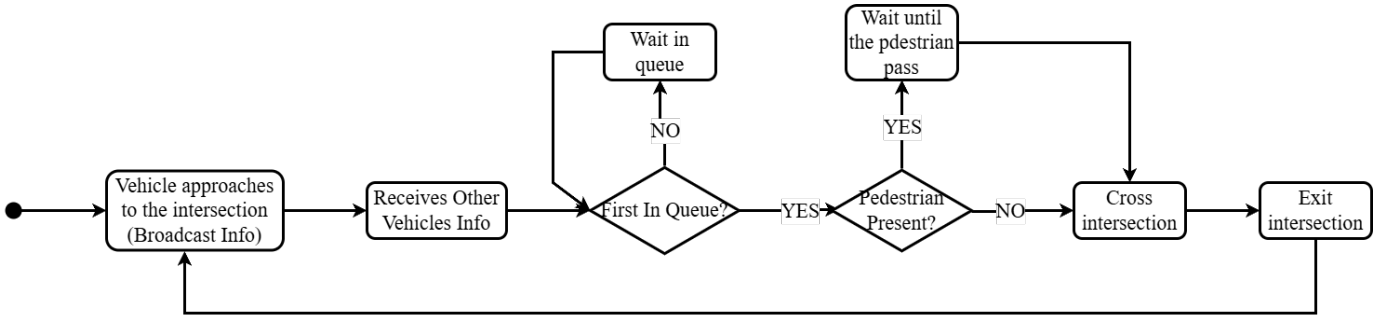 Wait in
queue
Wait until
the pdestrian
pass
NO
YES
Vehicle approaches
to the intersection
(Broadcast Info)
Receives Other
Vehicles Info
First In Queue?
YES
Pedestrian
Present?
NO
Cross
intersection
Exit
intersection